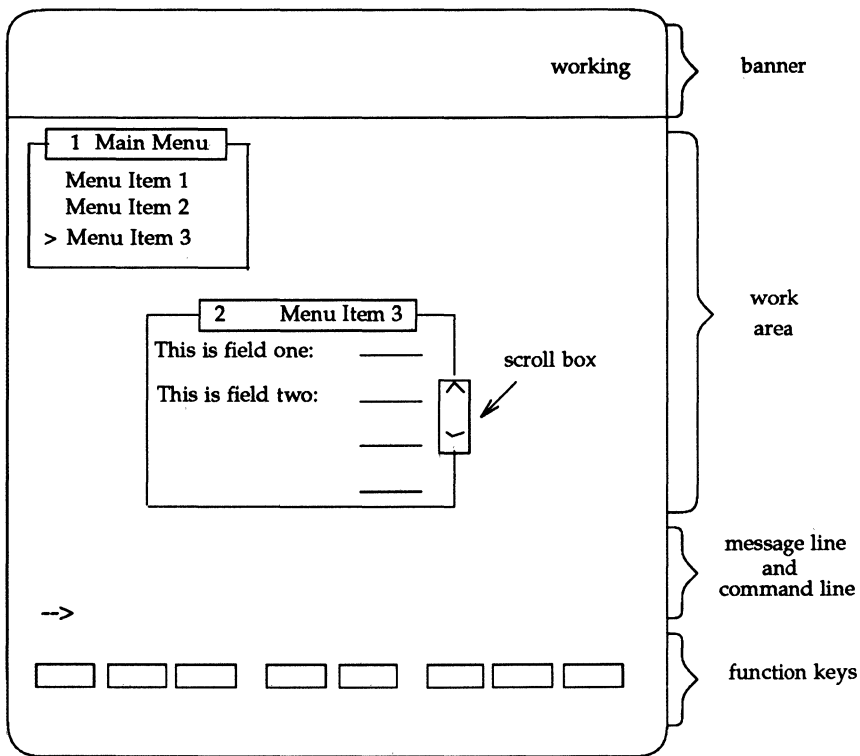 working
banner
1 Main Menu
Menu Item 1
Menu Item 2
> Menu Item 3
work
area
2 Menu Item 3
This is field one:
scroll box
This is field two:
message line
and
command line
-->
function keys